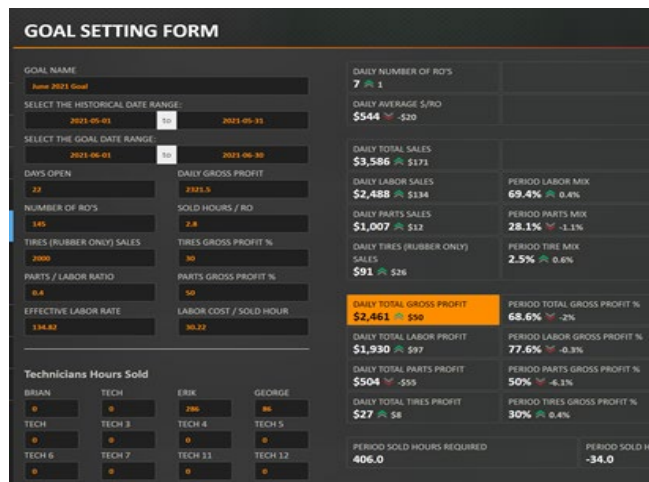 GOAL SETTING FORM
GOAL NAME
June 2021 Goal
SELECT THE HISTORICAL DATE RANGE:
2021-05-01 to 2021-05-31
SELECT THE GOAL DATE RANGE:
2021-06-01 to 2021-06-30
DAYS OPEN DAILY GROSS PROFIT
22 2321.5
NUMBER OF RO'S SOLD HOURS / RO
145 2.8
TIRES (RUBBER ONLY) SALES TIRES GROSS PROFIT %
2000 30
PARTS / LABOR RATIO PARTS GROSS PROFIT %
0.4 50
EFFECTIVE LABOR RATE LABOR COST / SOLD HOUR
134.82 30.22
Technicians Hours Sold
BRIAN TECH ERIK GEORGE
0 0 286 86
TECH TECH 3 TECH 4 TECH 5
0 0 0 0
TECH 6 TECH 7 TECH 11 TECH 12
0 0 0 0
DAILY NUMBER OF RO'S
7 1
DAILY AVERAGE $/RO
$544 -$20
DAILY TOTAL SALES
$3,586 $171
DAILY LABOR SALES PERIOD LABOR MIX
$2,488 $134 69.4% 0.4%
DAILY PARTS SALES PERIOD PARTS MIX
$1,007 $12 28.1% -1.1%
DAILY TIRES (RUBBER ONLY) PERIOD TIRE MIX
SALES 2.5% 0.6%
$91 $26
DAILY TOTAL GROSS PROFIT PERIOD TOTAL GROSS PROFIT %
$2,461 $50 68.6% -2%
DAILY TOTAL LABOR PROFIT PERIOD LABOR GROSS PROFIT %
$1,930 $97 77.6% -0.3%
DAILY TOTAL PARTS PROFIT PERIOD PARTS GROSS PROFIT %
$504 -$55 50% -6.1%
DAILY TOTAL TIRES PROFIT PERIOD TIRES GROSS PROFIT %
$27 $8 30% 0.4%
PERIOD SOLD HOURS REQUIRED PERIOD SOLD H
406.0 -34.0